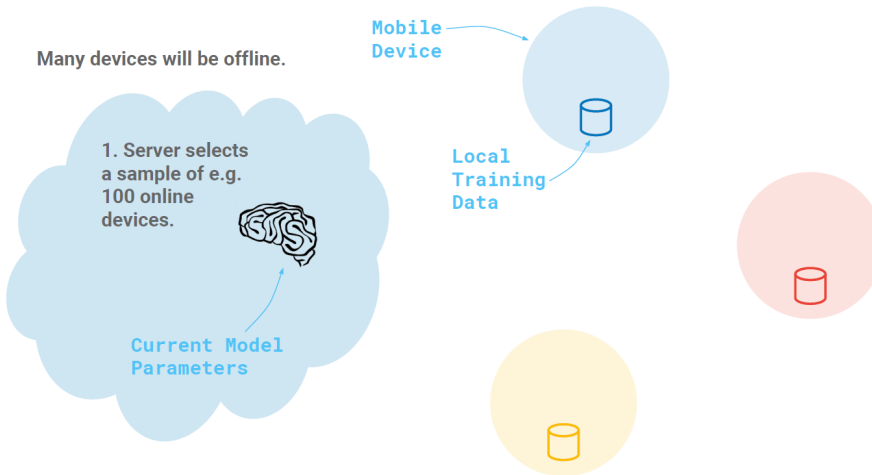 Many devices will be offline.
1. Server selects
a sample of e.g.
100 online
devices.
Current Model
Parameters
Mobile
Device
Local
Training
Data